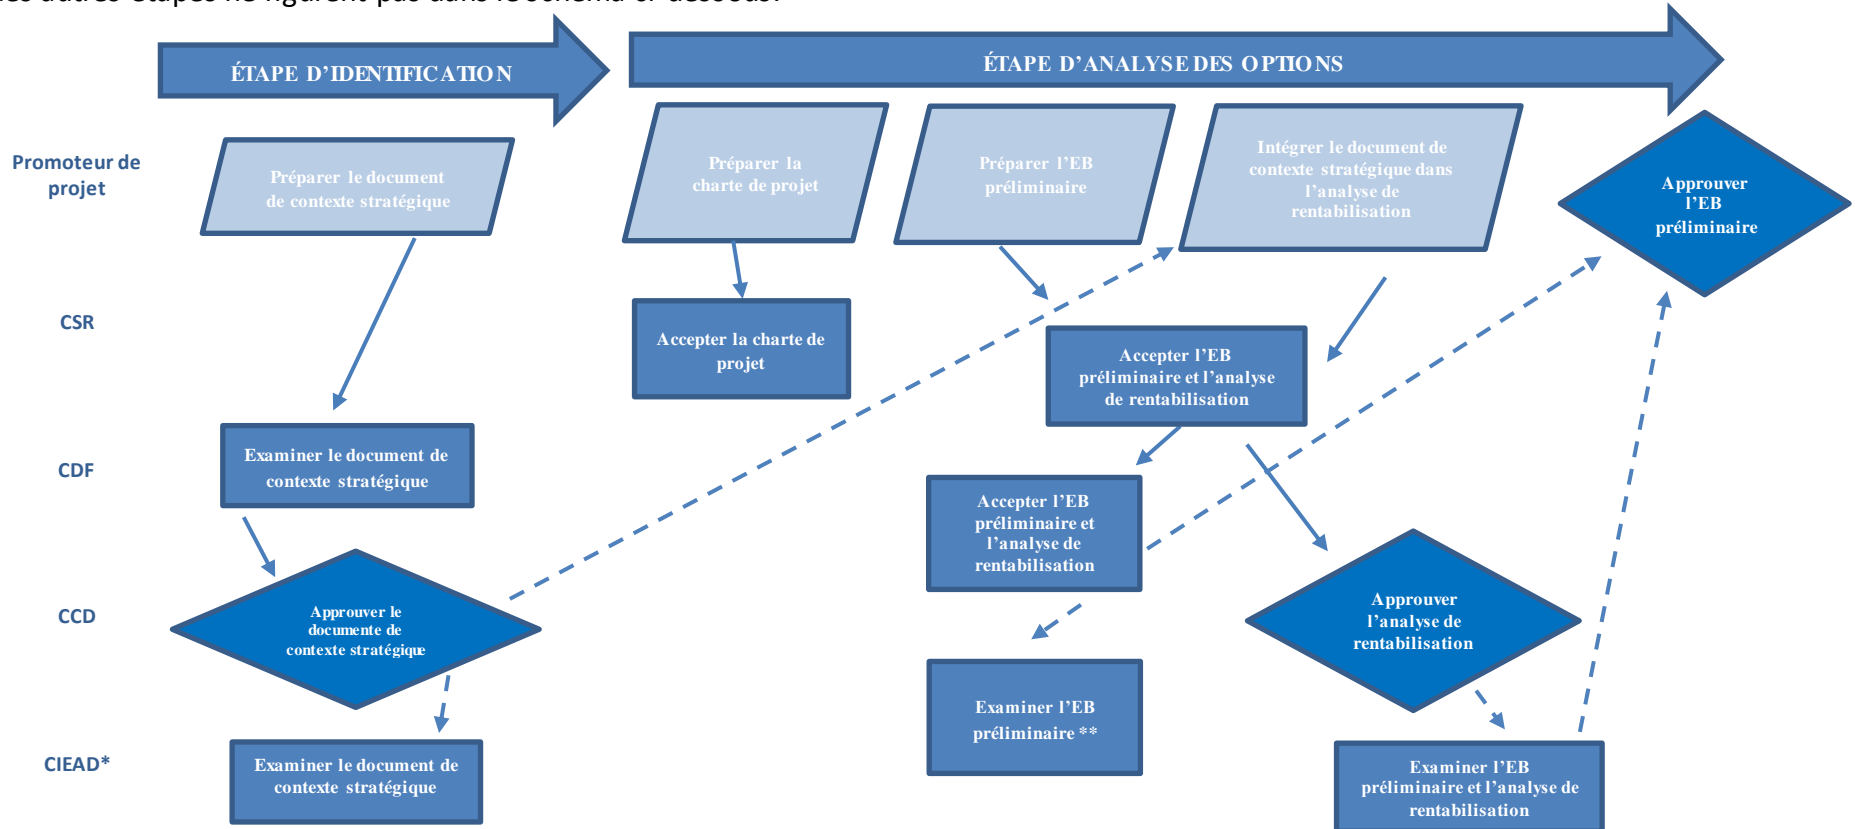 ÉTAPE D’IDENTIFICATION
ÉTAPE D’ANALYSE DES OPTIONS
Promoteur de
projet
Préparer le document
de contexte stratégique
Préparer la
charte de projet
Préparer l’EB
préliminaire
Intégrer le document de
contexte stratégique dans
l’analyse de
rentabilisation
Approuver
l’EB
préliminaire
CSR
Accepter la charte de
projet
Accepter l’EB
préliminaire et l’analyse
de rentabilisation
CDF
Examiner le document de
contexte stratégique
Accepter l’EB
préliminaire et
l’analyse de
rentabilisation
CCD
Approuver le
documente de
contexte stratégique
Approuver
l’analyse de
rentabilisation
CIEAD*
Examiner le document de
contexte stratégique
Examiner l’EB
préliminaire **
Examiner l’EB
préliminaire et l’analyse de
rentabilisation